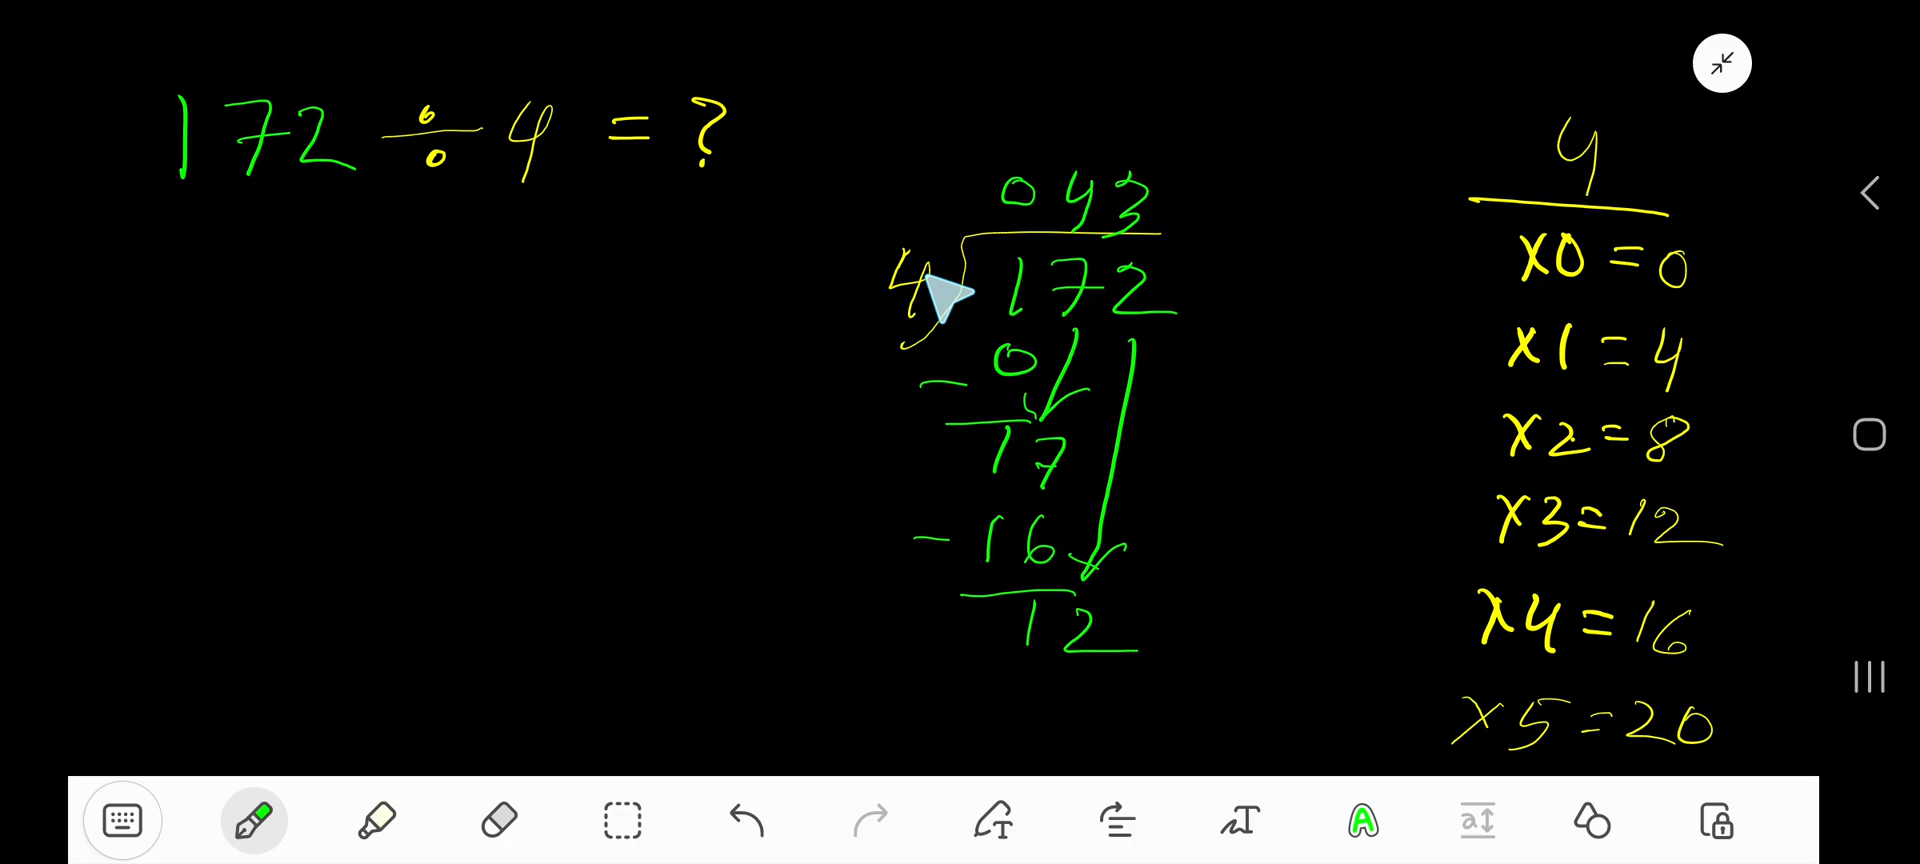 172 ÷ 4 = ?
043
4 172
- 0
17
- 16
12
4
x0 = 0
x1 = 4
x2 = 8
x3 = 12
x4 = 16
x5 = 20
T T A a